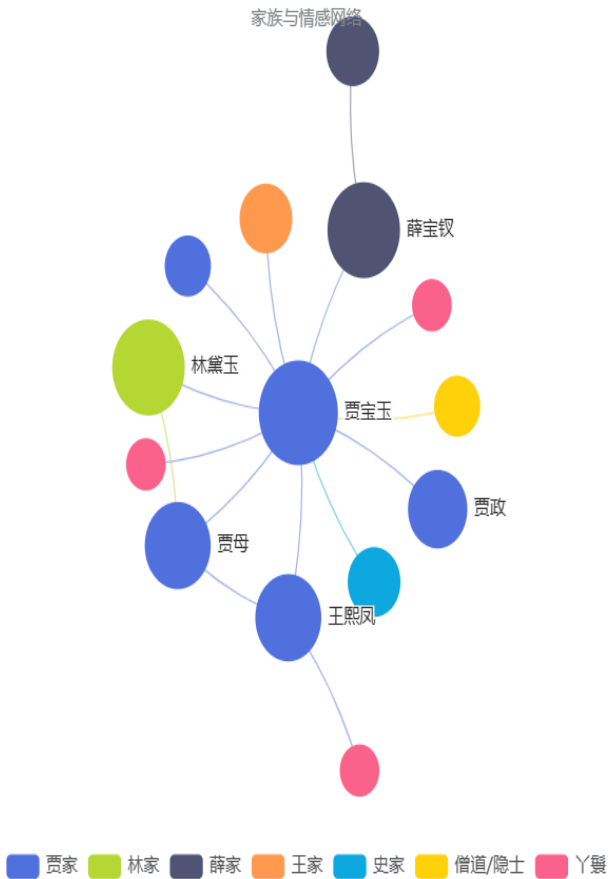 家族与情感网络
薛宝钗
林黛玉
贾宝玉
贾政
贾母
王熙凤
贾家 林家 薛家 王家 史家 僧道/隐士 丫鬟